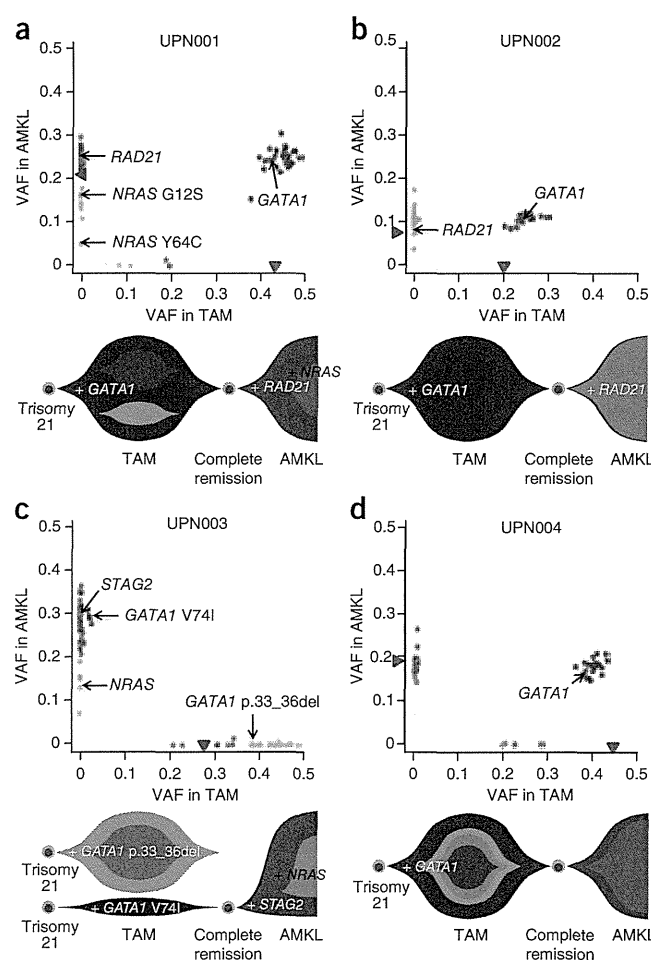 a
UPN001
VAF in AMKL
0.5
0.4
0.3
0.2
0.1
0
RAD21
NRAS G12S
NRAS Y64C
GATA1
0 0.1 0.2 0.3 0.4 0.5
VAF in TAM
+ GATA1
+ NRAS
+ RAD21
Trisomy
21
TAM
Complete
remission
AMKL
b
UPN002
VAF in AMKL
0.5
0.4
0.3
0.2
0.1
0
GATA1
RAD21
0 0.1 0.2 0.3 0.4 0.5
VAF in TAM
+ GATA1
+ RAD21
Trisomy
21
TAM
Complete
remission
AMKL
c
UPN003
VAF in AMKL
0.5
0.4
0.3
0.2
0.1
0
STAG2
GATA1 V74I
NRAS
GATA1 p.33_36del
0 0.1 0.2 0.3 0.4 0.5
VAF in TAM
+ GATA1 p.33_36del
Trisomy
21
+ NRAS
+ GATA1 V74I
+ STAG2
Trisomy
21
TAM
Complete
remission
AMKL
d
UPN004
VAF in AMKL
0.5
0.4
0.3
0.2
0.1
0
GATA1
0 0.1 0.2 0.3 0.4 0.5
VAF in TAM
+ GATA1
Trisomy
21
TAM
Complete
remission
AMKL